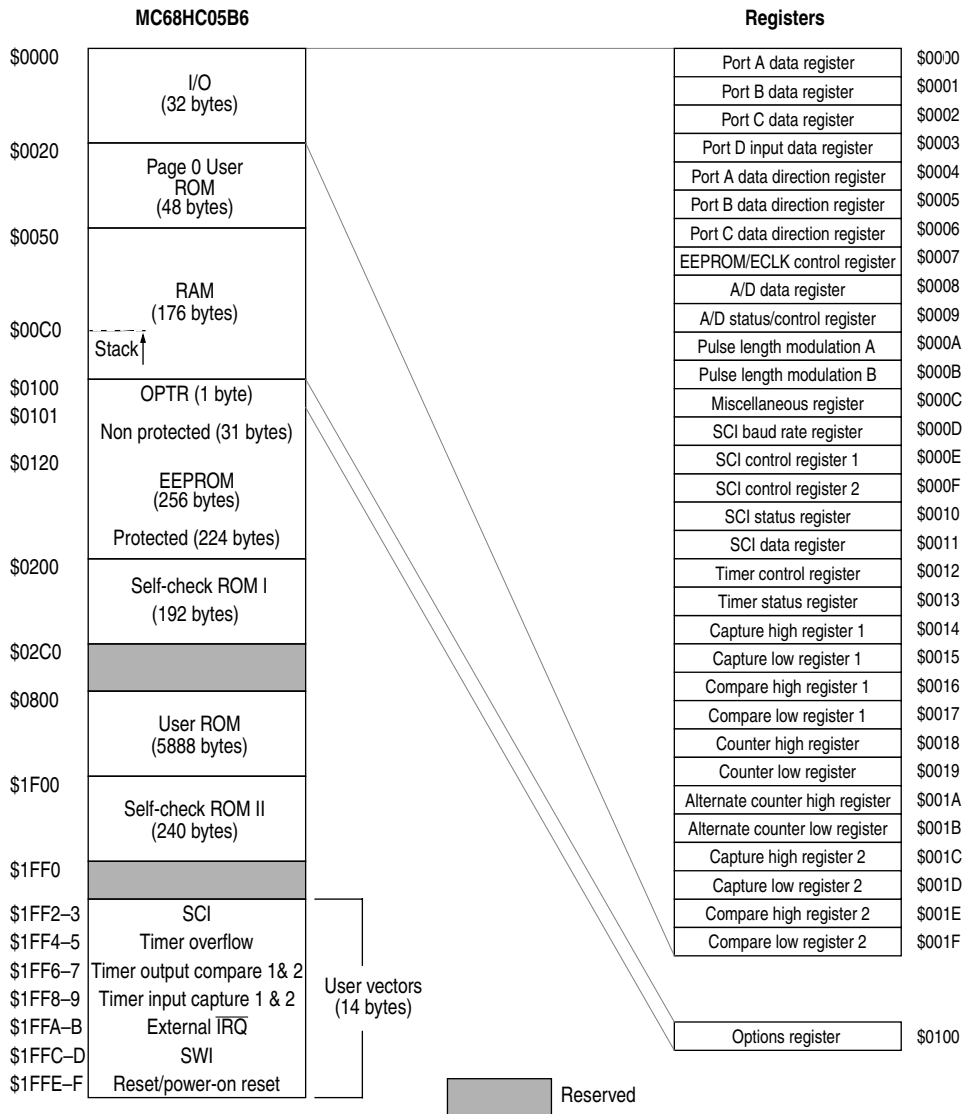 MC68HC05B6
$0000
I/O
(32 bytes)
$0020
Page 0 User
ROM
(48 bytes)
$0050
RAM
(176 bytes)
$00C0
Stack
$0100
OPTR (1 byte)
$0101
Non protected (31 bytes)
$0120
EEPROM
(256 bytes)
Protected (224 bytes)
$0200
Self-check ROM I
(192 bytes)
$02C0
$0800
User ROM
(5888 bytes)
$1F00
Self-check ROM II
(240 bytes)
$1FF0
$1FF2–3 SCI
$1FF4–5 Timer overflow
$1FF6–7 Timer output compare 1& 2
$1FF8–9 Timer input capture 1 & 2
$1FFA–B External IRQ
$1FFC–D SWI
$1FFE–F Reset/power-on reset
User vectors
(14 bytes)
Reserved
Registers
Port A data register $0000
Port B data register $0001
Port C data register $0002
Port D input data register $0003
Port A data direction register $0004
Port B data direction register $0005
Port C data direction register $0006
EEPROM/ECLK control register $0007
A/D data register $0008
A/D status/control register $0009
Pulse length modulation A $000A
Pulse length modulation B $000B
Miscellaneous register $000C
SCI baud rate register $000D
SCI control register 1 $000E
SCI control register 2 $000F
SCI status register $0010
SCI data register $0011
Timer control register $0012
Timer status register $0013
Capture high register 1 $0014
Capture low register 1 $0015
Compare high register 1 $0016
Compare low register 1 $0017
Counter high register $0018
Counter low register $0019
Alternate counter high register $001A
Alternate counter low register $001B
Capture high register 2 $001C
Capture low register 2 $001D
Compare high register 2 $001E
Compare low register 2 $001F
Options register $0100